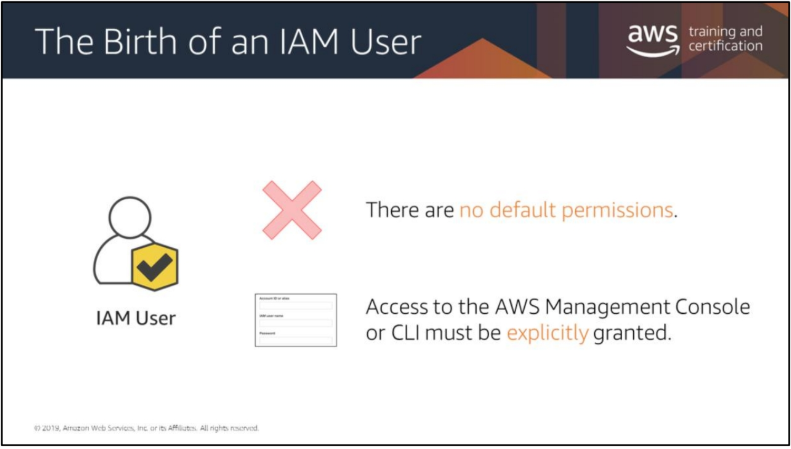 The Birth of an IAM User
aws training and
certification
There are no default permissions.
IAM User
Account ID or alias
IAM user name
Password
Access to the AWS Management Console
or CLI must be explicitly granted.
© 2019, Amazon Web Services, Inc. or its Affiliates. All rights reserved.